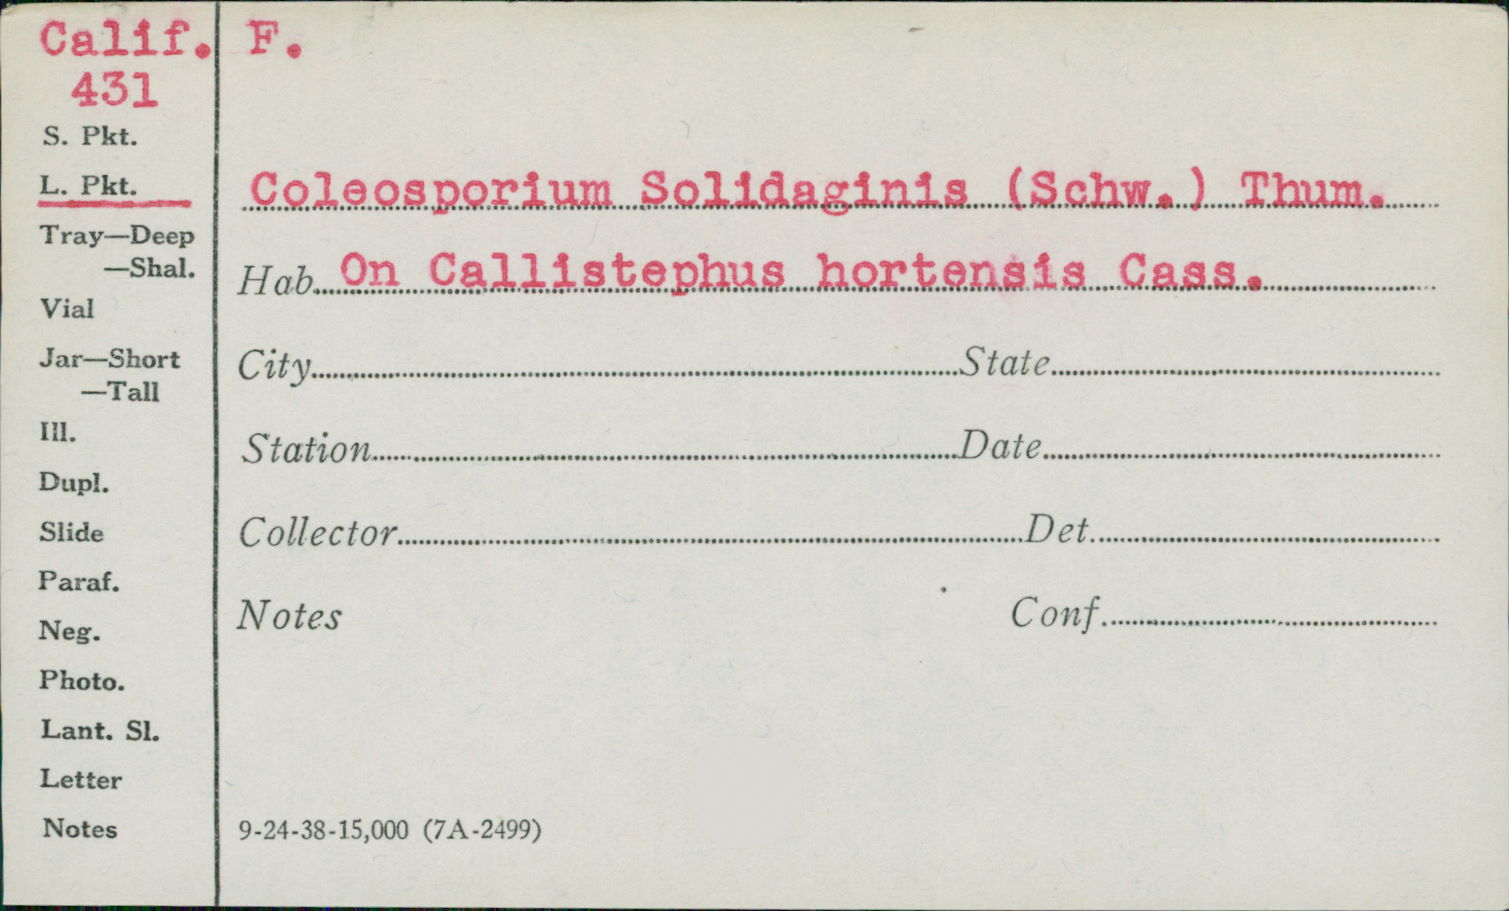 Calif. F.
431
S. Pkt.
L. Pkt.
Coleosporium Solidaginis (Schw.) Thum.
Tray—Deep
—Shal.
Hab. On Callistephus hortensis Cass.
Vial
Jar—Short
—Tall
City State
Ill.
Station Date
Dupl.
Slide
Collector Det.
Paraf.
Neg.
Notes Conf.
Photo.
Lant. Sl.
Letter
Notes
9-24-38-15,000 (7A-2499)